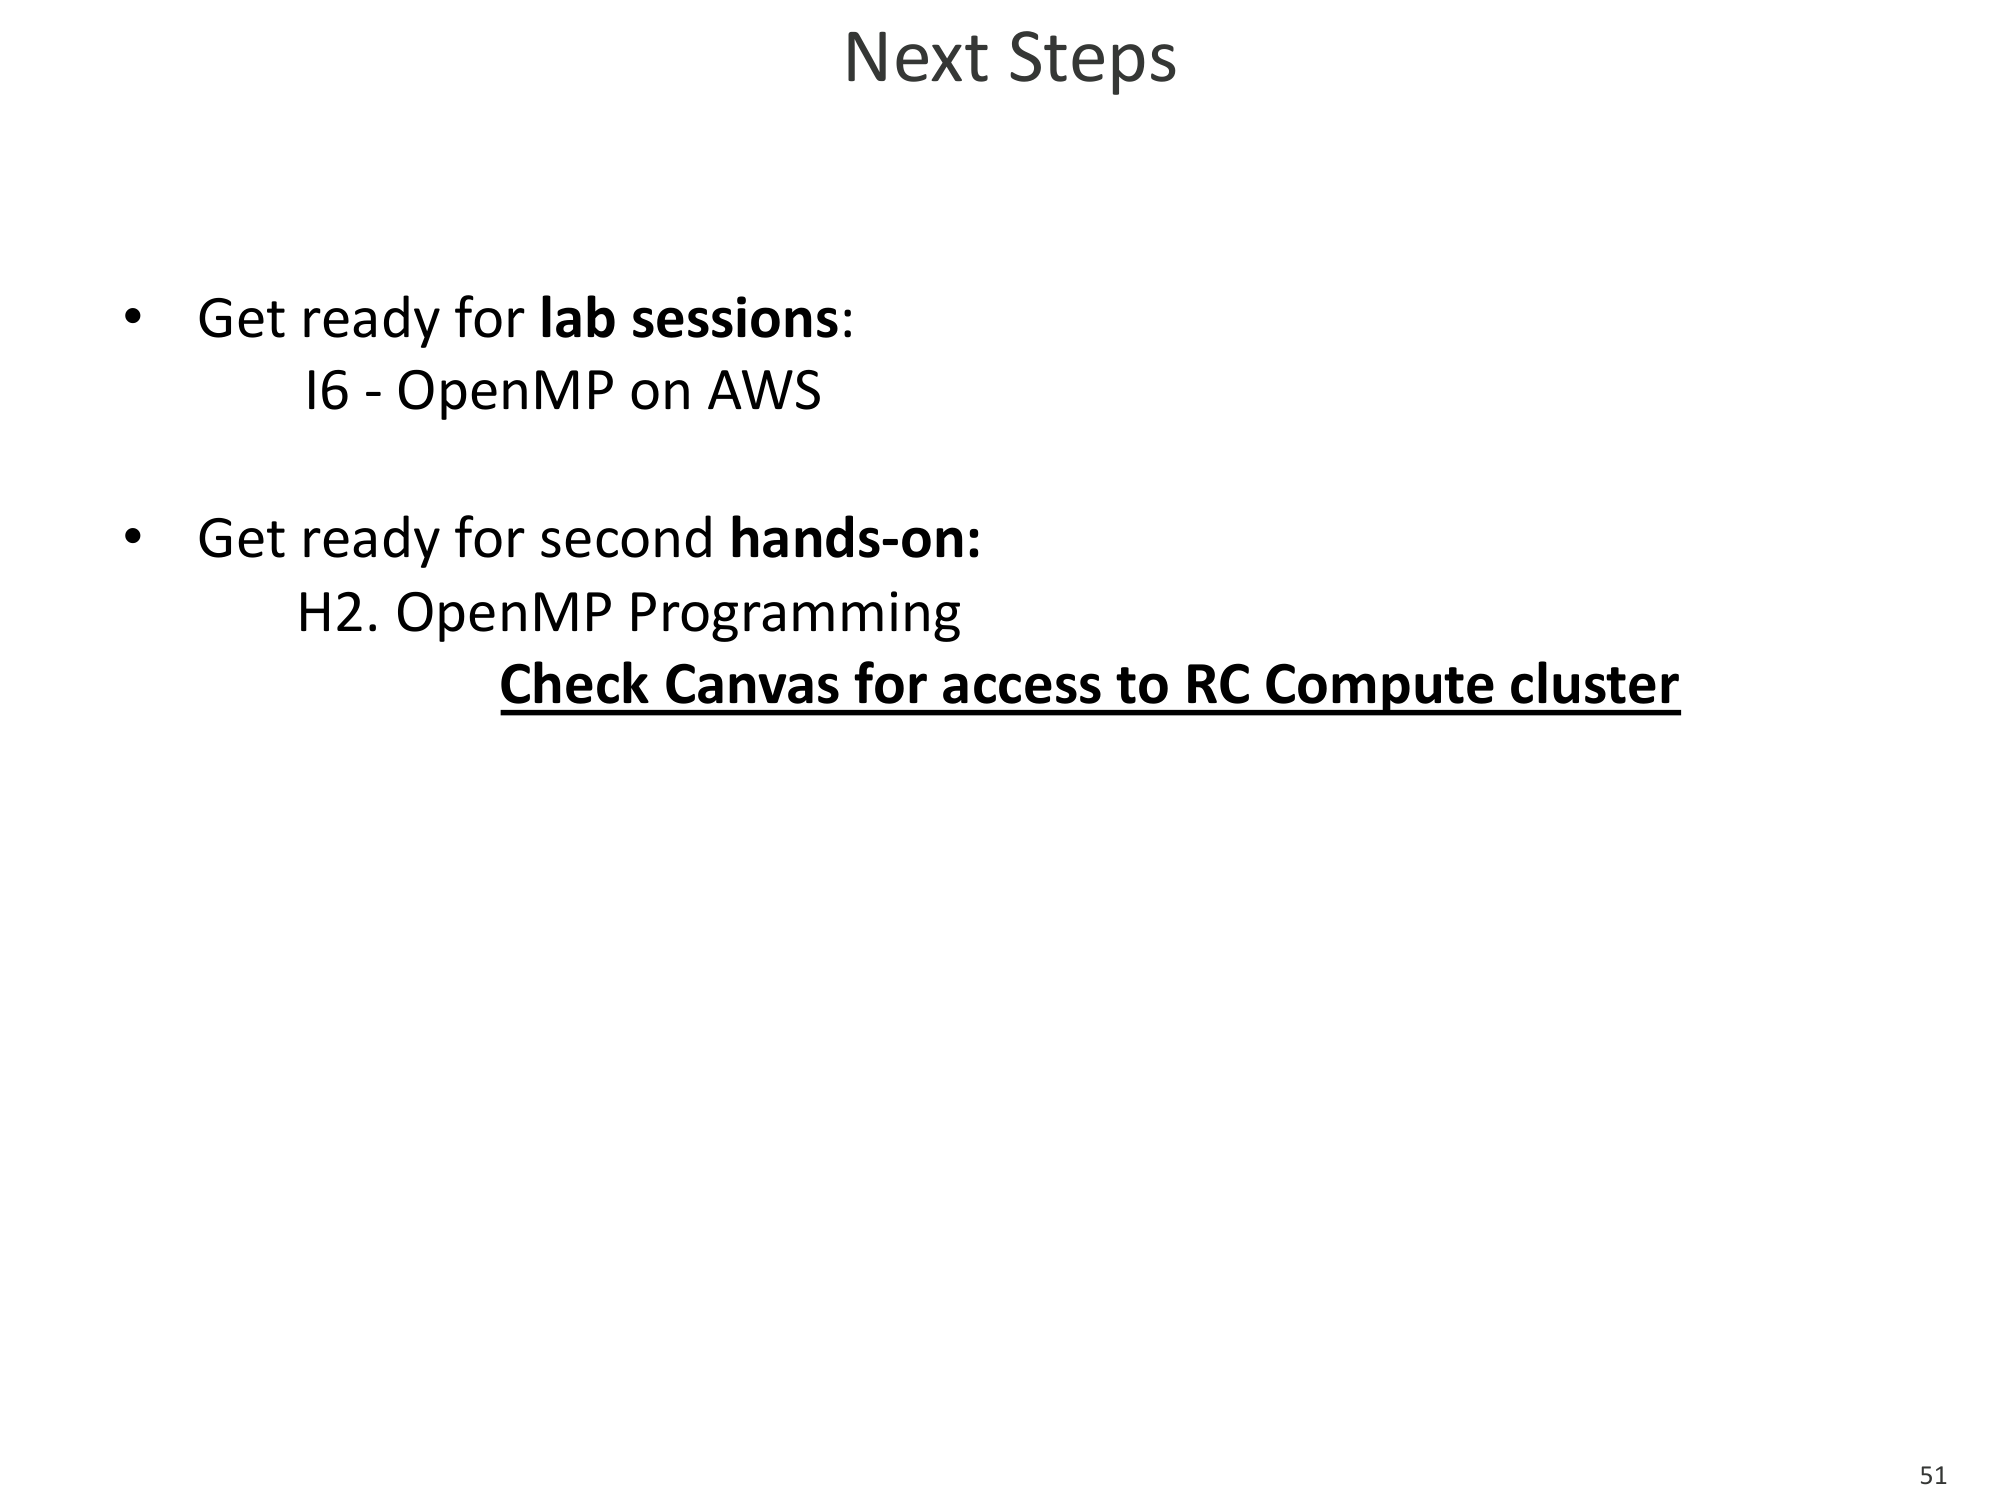 Next Steps
• Get ready for lab sessions:
I6 - OpenMP on AWS
• Get ready for second hands-on:
H2. OpenMP Programming
Check Canvas for access to RC Compute cluster
51